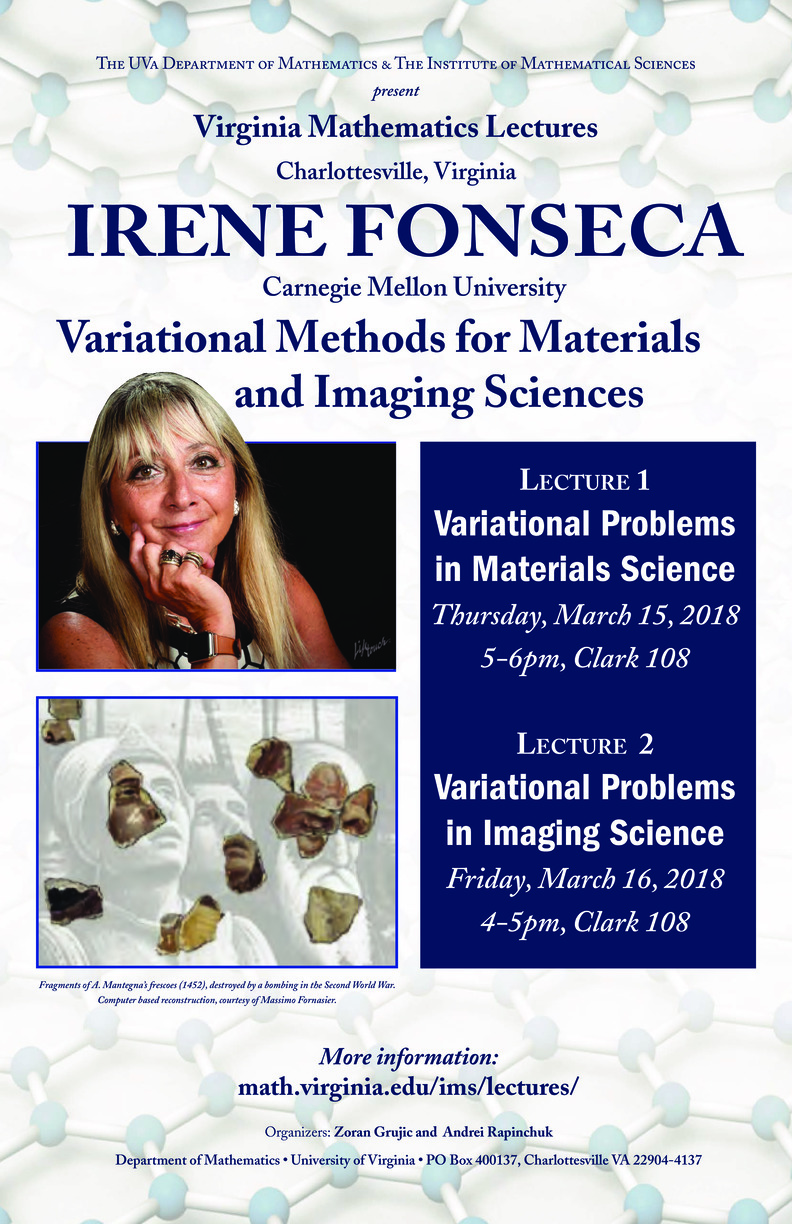 The UVa Department of Mathematics & The Institute of Mathematical Sciences
present
Virginia Mathematics Lectures
Charlottesville, Virginia
IRENE FONSECA
Carnegie Mellon University
Variational Methods for Materials
and Imaging Sciences
Lecture 1
Variational Problems
in Materials Science
Thursday, March 15, 2018
5-6pm, Clark 108
Lecture 2
Variational Problems
in Imaging Science
Friday, March 16, 2018
4-5pm, Clark 108
Fragments of A. Mantegna's frescoes (1452), destroyed by a bombing in the Second World War.
Computer based reconstruction, courtesy of Massimo Fornasier.
More information:
math.virginia.edu/ims/lectures/
Organizers: Zoran Grujic and Andrei Rapinchuk
Department of Mathematics • University of Virginia • PO Box 400137, Charlottesville VA 22904-4137